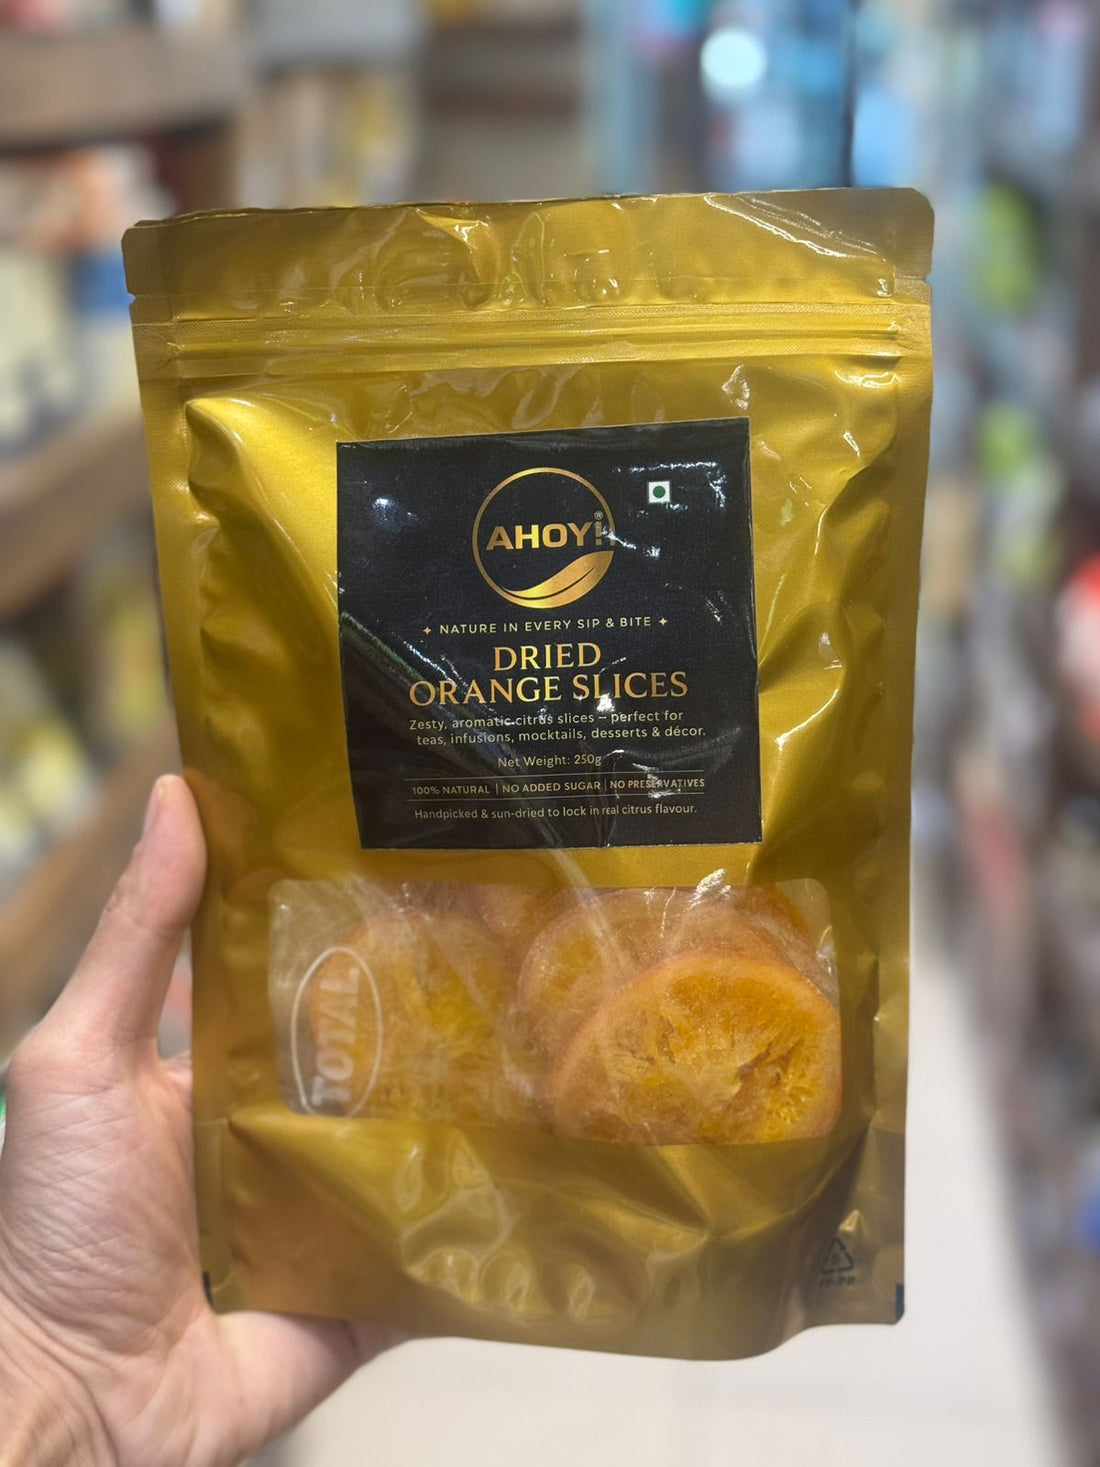 AHOY!®
NATURE IN EVERY SIP & BITE
DRIED
ORANGE SLICES
Zesty, aromatic citrus slices – perfect for
teas, infusions, mocktails, desserts & décor.
Net Weight: 250g
100% NATURAL | NO ADDED SUGAR | NO PRESERVATIVES
Handpicked & sun-dried to lock in real citrus flavour.
TOTAL